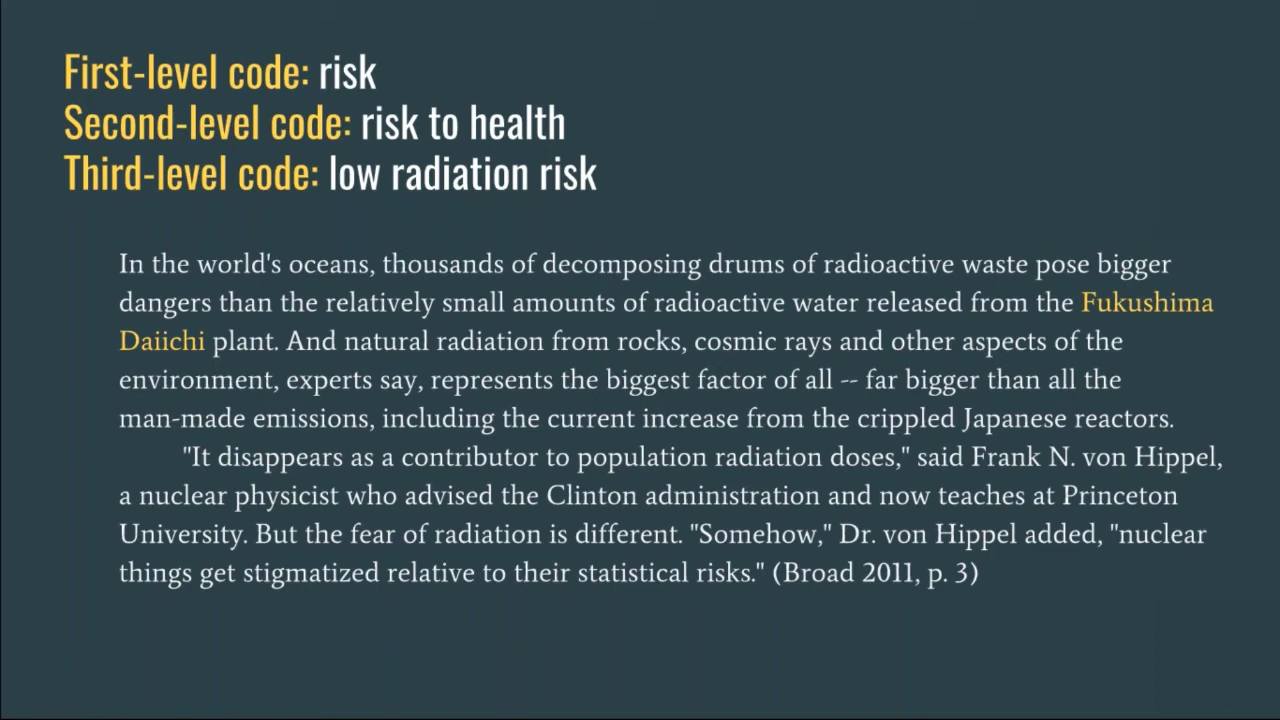 First-level code: risk
Second-level code: risk to health
Third-level code: low radiation risk
In the world's oceans, thousands of decomposing drums of radioactive waste pose bigger
dangers than the relatively small amounts of radioactive water released from the Fukushima
Daiichi plant. And natural radiation from rocks, cosmic rays and other aspects of the
environment, experts say, represents the biggest factor of all -- far bigger than all the
man-made emissions, including the current increase from the crippled Japanese reactors.
"It disappears as a contributor to population radiation doses," said Frank N. von Hippel,
a nuclear physicist who advised the Clinton administration and now teaches at Princeton
University. But the fear of radiation is different. "Somehow," Dr. von Hippel added, "nuclear
things get stigmatized relative to their statistical risks." (Broad 2011, p. 3)